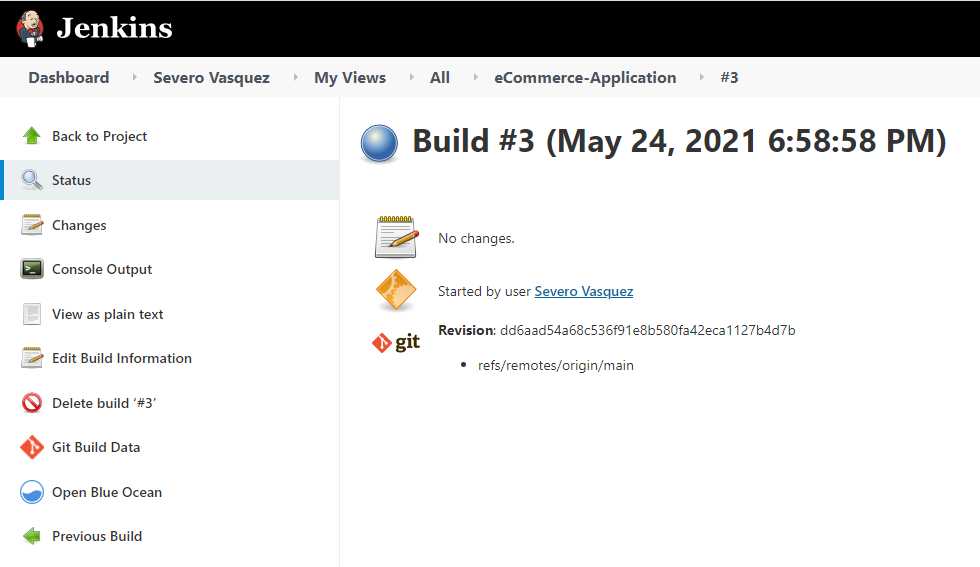 Jenkins
Dashboard Severo Vasquez My Views All eCommerce-Application #3
Back to Project
Status
Changes
Console Output
View as plain text
Edit Build Information
Delete build ‘#3’
Git Build Data
Open Blue Ocean
Previous Build
Build #3 (May 24, 2021 6:58:58 PM)
No changes.
Started by user Severo Vasquez
git
Revision: dd6aad54a68c536f91e8b580fa42eca1127b4d7b
• refs/remotes/origin/main